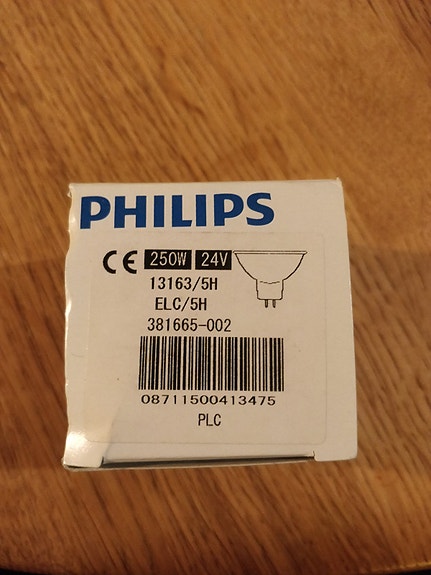 PHILIPS
CE 250W 24V
13163/5H
ELC/5H
381665-002
08711500413475
PLC